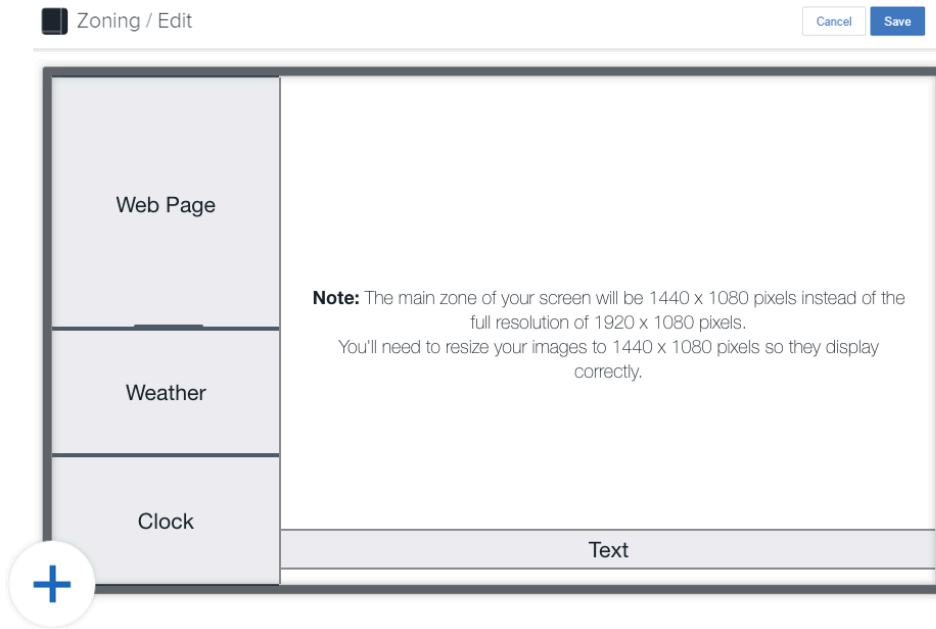 Zoning / Edit
Cancel
Save
Web Page
Weather
Clock
Note: The main zone of your screen will be 1440 x 1080 pixels instead of the
full resolution of 1920 x 1080 pixels.
You'll need to resize your images to 1440 x 1080 pixels so they display
correctly.
Text